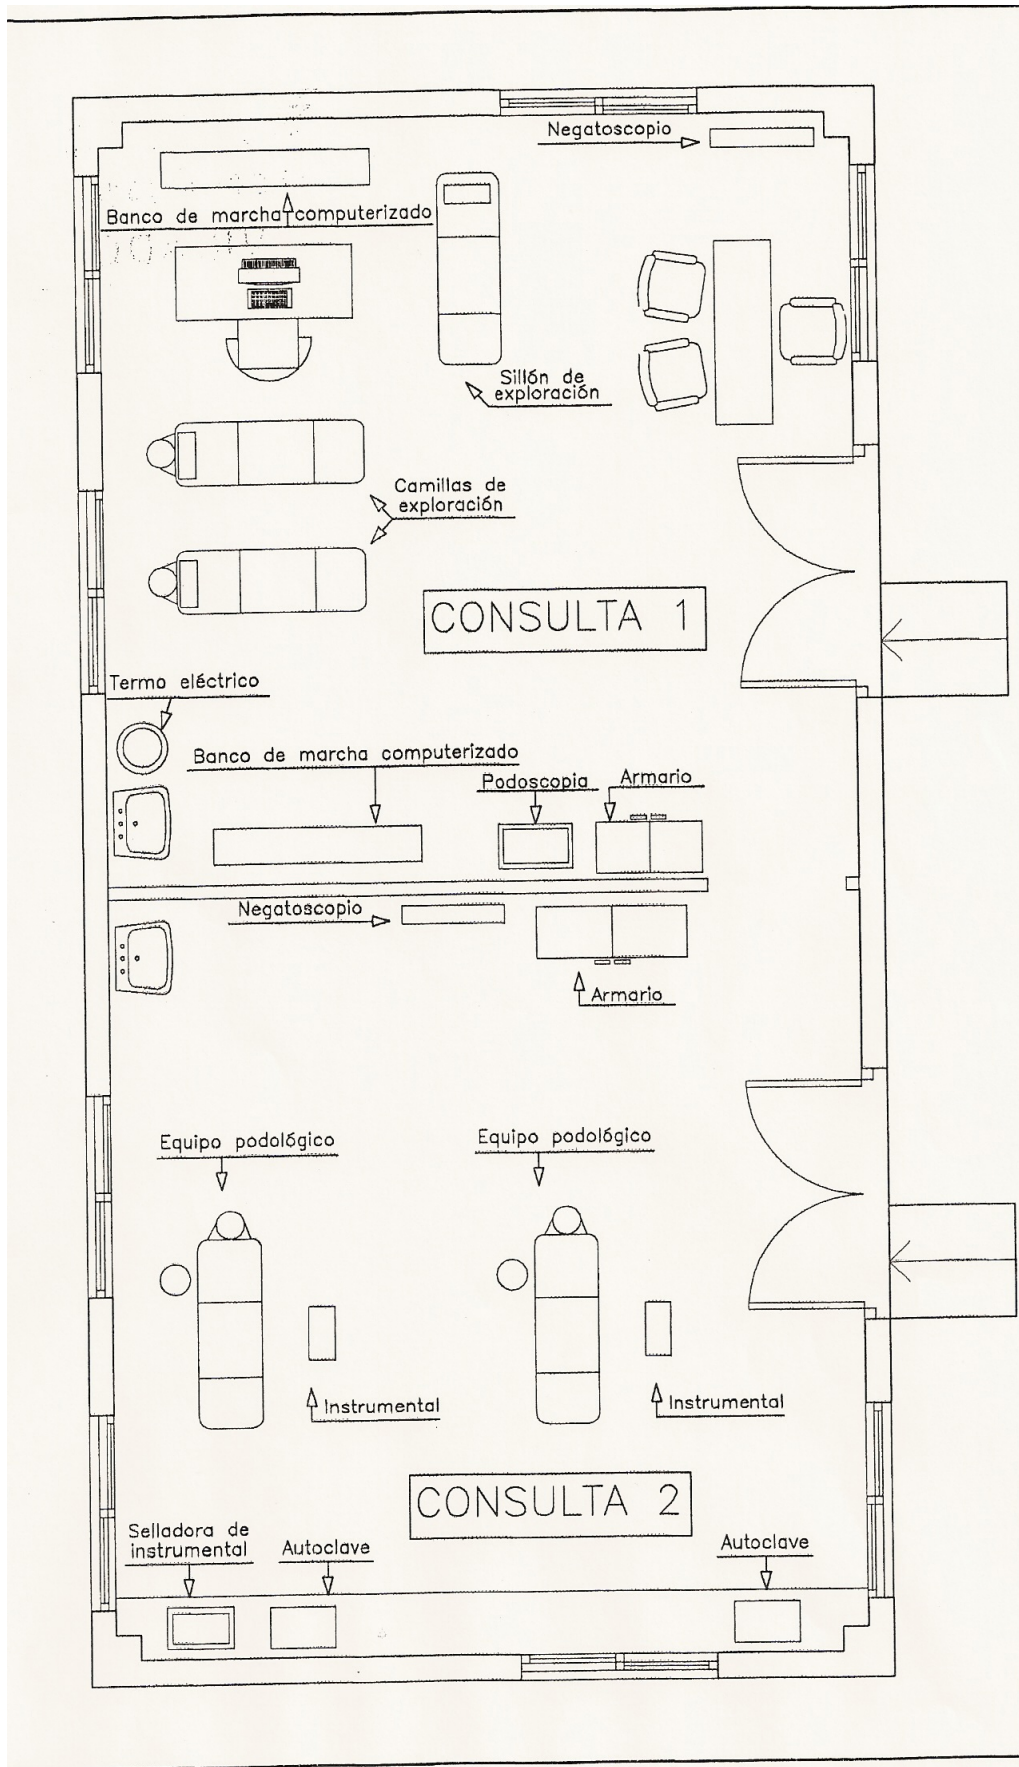 Negatoscopio
Banco de marcha computerizado
Sillón de
exploración
Camillas de
exploración
CONSULTA 1
Termo eléctrico
Banco de marcha computerizado
Podoscopia
Armario
Negatoscopio
Armario
Equipo podológico
Equipo podológico
Instrumental
Instrumental
CONSULTA 2
Selladora de
instrumental
Autoclave
Autoclave